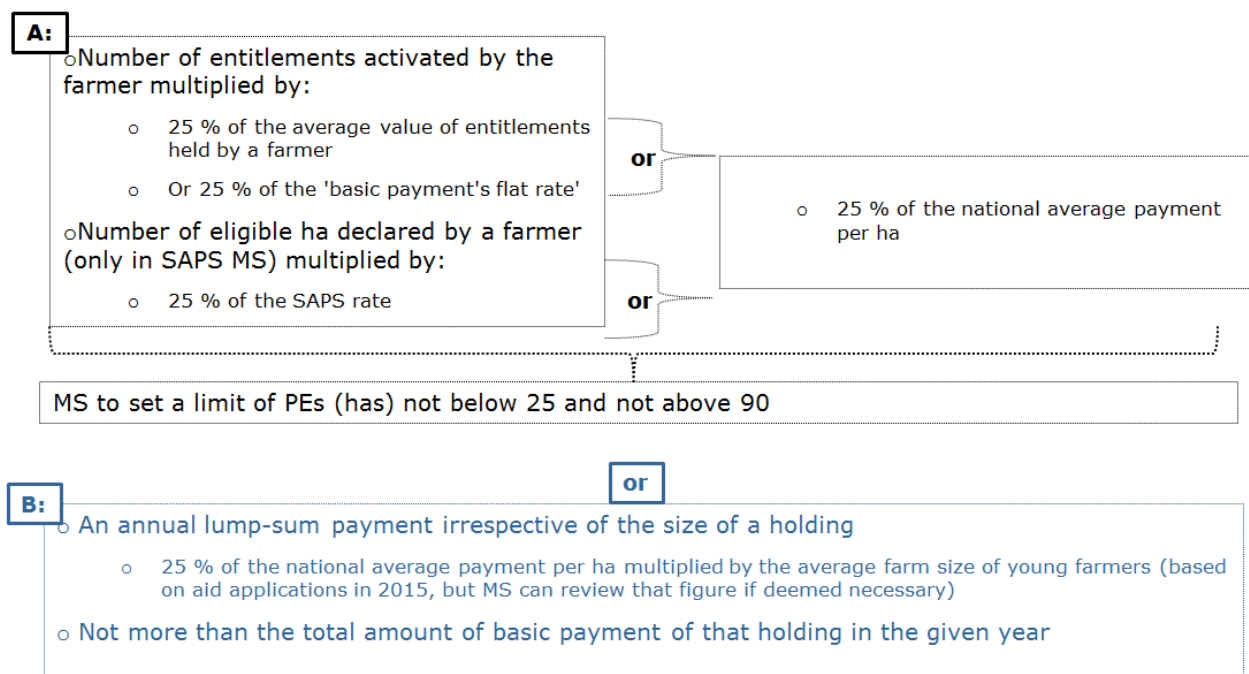 A:
oNumber of entitlements activated by the
farmer multiplied by:
o 25 % of the average value of entitlements
held by a farmer
o Or 25 % of the 'basic payment's flat rate'
oNumber of eligible ha declared by a farmer
(only in SAPS MS) multiplied by:
o 25 % of the SAPS rate
or
or
o 25 % of the national average payment
per ha
MS to set a limit of PEs (has) not below 25 and not above 90
or
B:
o An annual lump-sum payment irrespective of the size of a holding
o 25 % of the national average payment per ha multiplied by the average farm size of young farmers (based
on aid applications in 2015, but MS can review that figure if deemed necessary)
o Not more than the total amount of basic payment of that holding in the given year